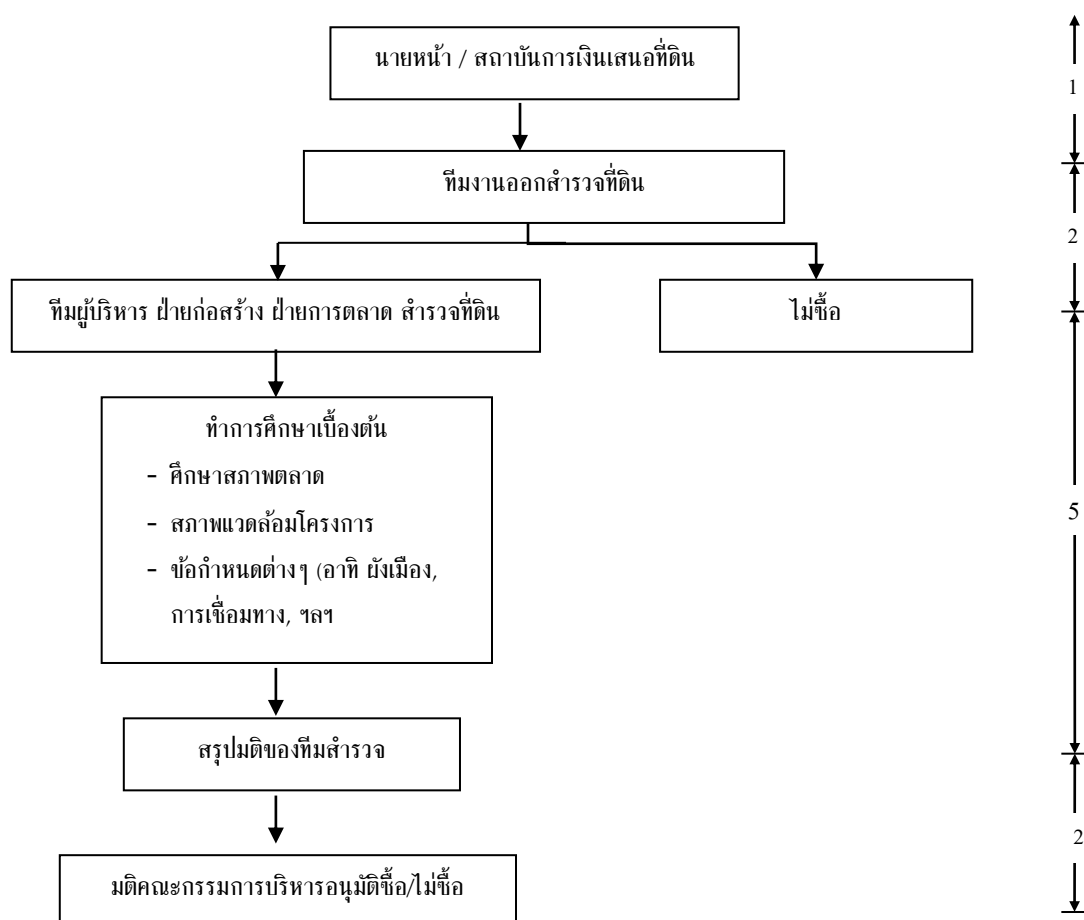 นายหน้า / สถาบันการเงินเสนอที่ดิน
1
ทีมงานออกสำรวจที่ดิน
2
ทีมผู้บริหาร ฝ่ายก่อสร้าง ฝ่ายการตลาด สำรวจที่ดิน
ไม่ซื้อ
ทำการศึกษาเบื้องต้น
- ศึกษาสภาพตลาด
- สภาพแวดล้อมโครงการ
- ข้อกำหนดต่างๆ (อาทิ ผังเมือง,
การเชื่อมทาง, ฯลฯ
5
สรุปมติของทีมสำรวจ
2
มติคณะกรรมการบริหารอนุมัติซื้อ/ไม่ซื้อ